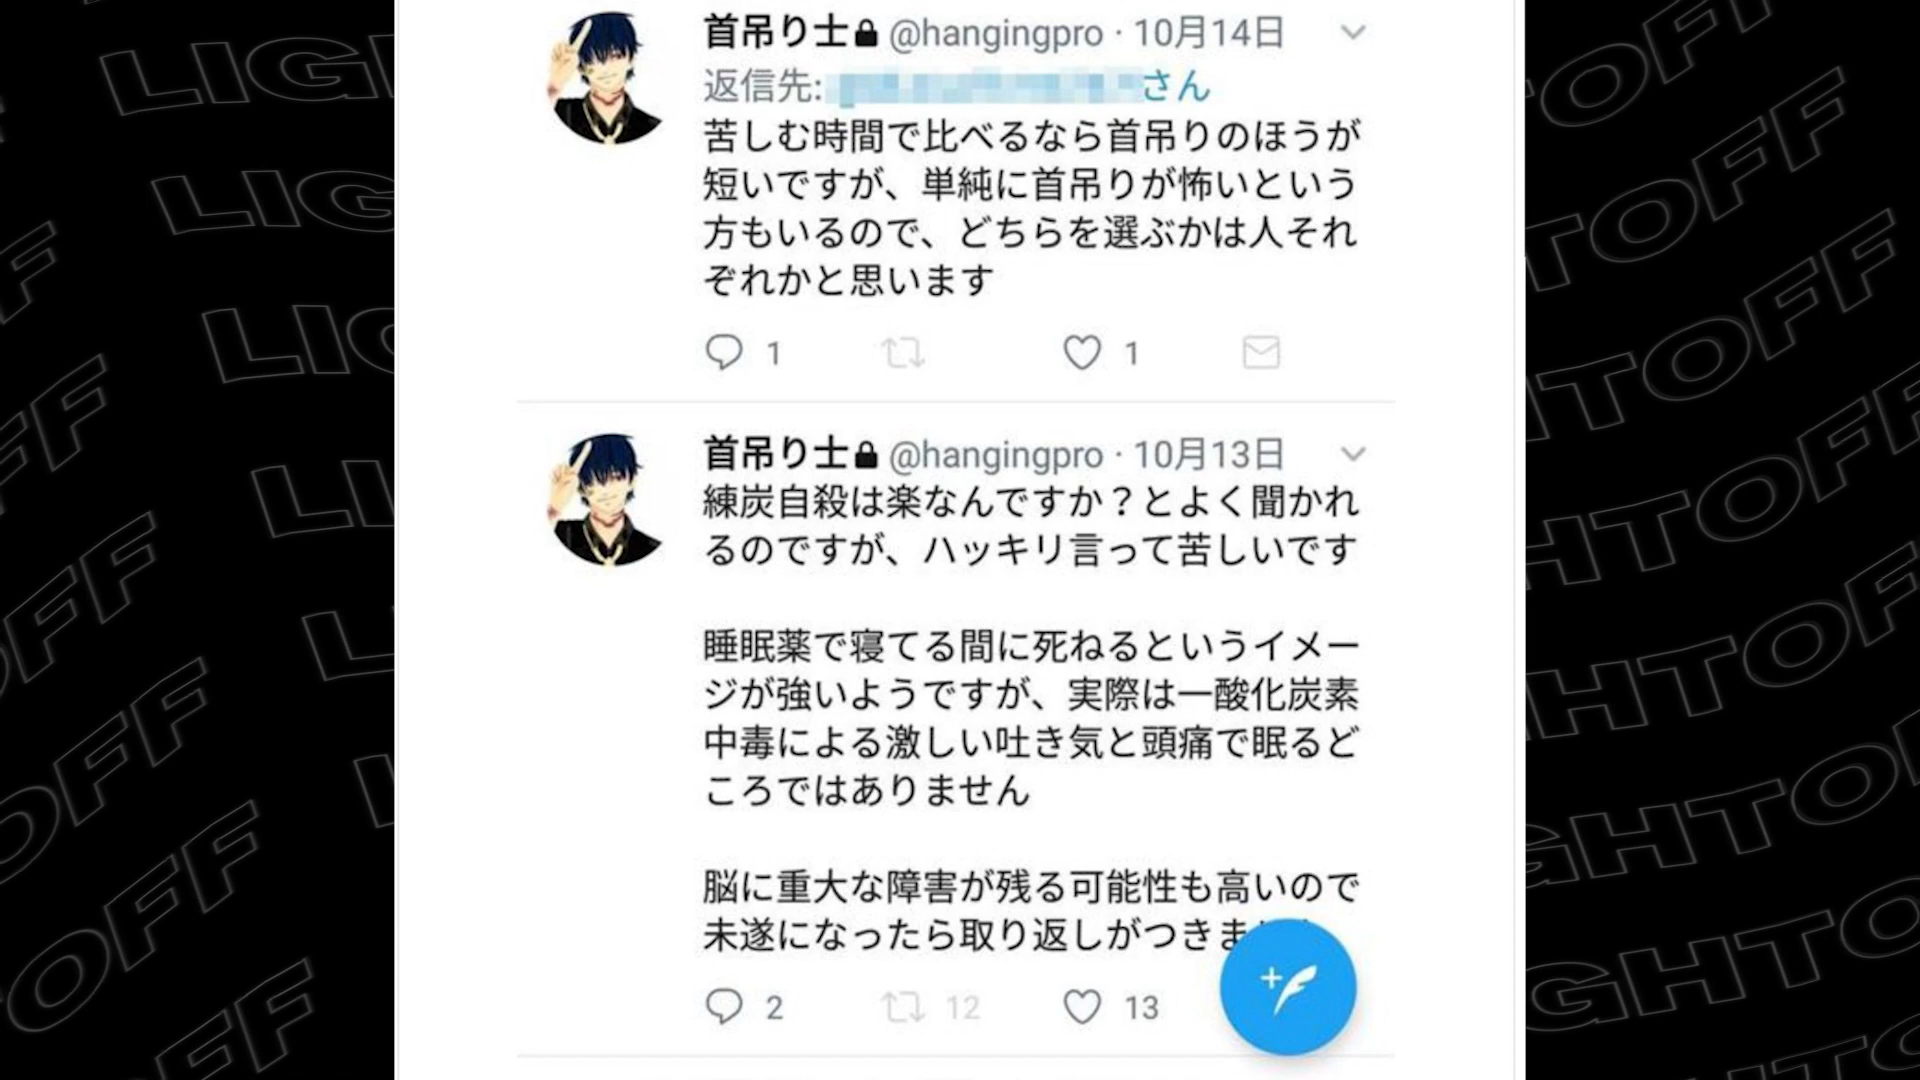 首吊り士 @hangingpro · 10月14日
返信先: さん
苦しむ時間で比べるなら首吊りのほうが
短いですが、単純に首吊りが怖いという
方もいるので、どちらを選ぶかは人それ
ぞれかと思います
1 1
首吊り士 @hangingpro · 10月13日
練炭自殺は楽なんですか？とよく聞かれ
るのですが、ハッキリ言って苦しいです
睡眠薬で寝てる間に死ねるというイメー
ジが強いようですが、実際は一酸化炭素
中毒による激しい吐き気と頭痛で眠るど
ころではありません
脳に重大な障害が残る可能性も高いので
未遂になったら取り返しがつきま
2 12 13